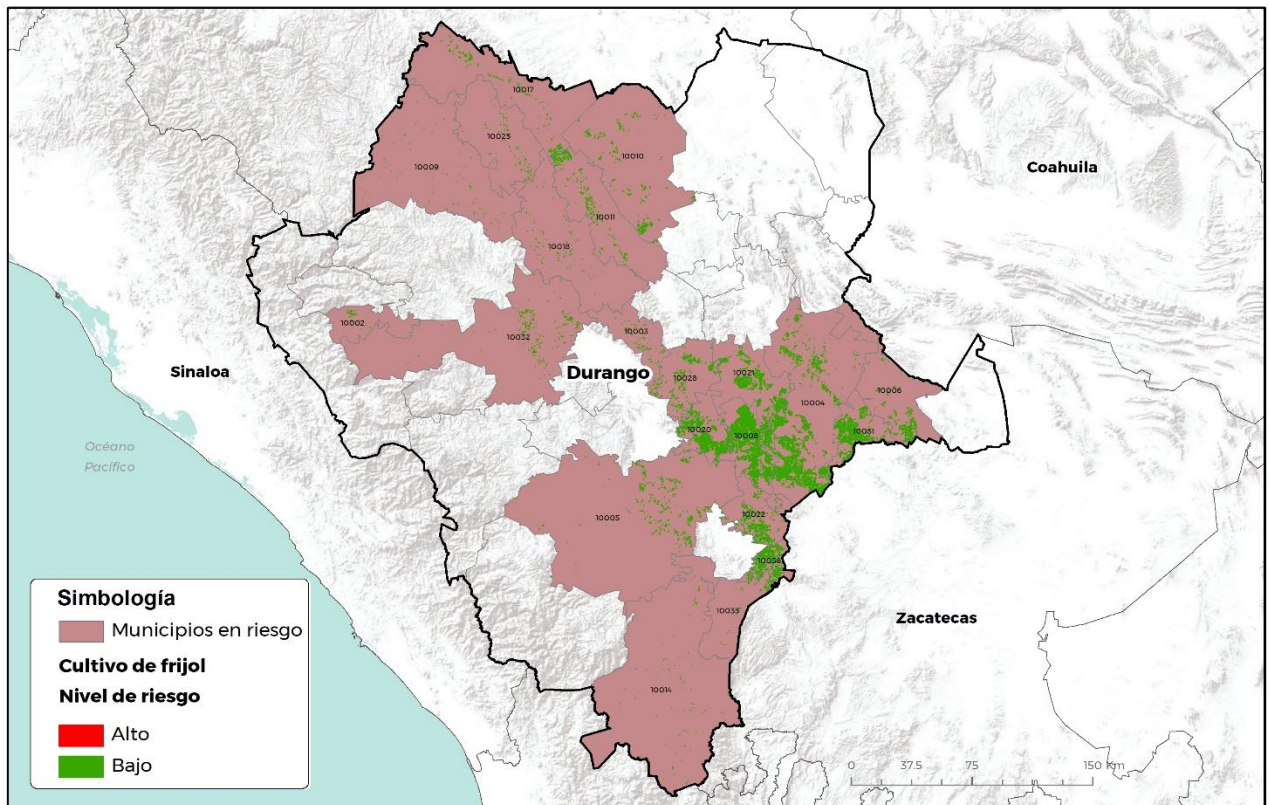 10017
10025
10010
10009
Coahuila
10011
10018
10002
10003
10032
Sinaloa
Durango
10028
10021
10006
10004
10020
10008
10031
Océano
Pacífico
10005
10022
10036
10033
Zacatecas
10014
Simbología
Municipios en riesgo
Cultivo de frijol
Nivel de riesgo
Alto
Bajo
0 37.5 75 150 Km